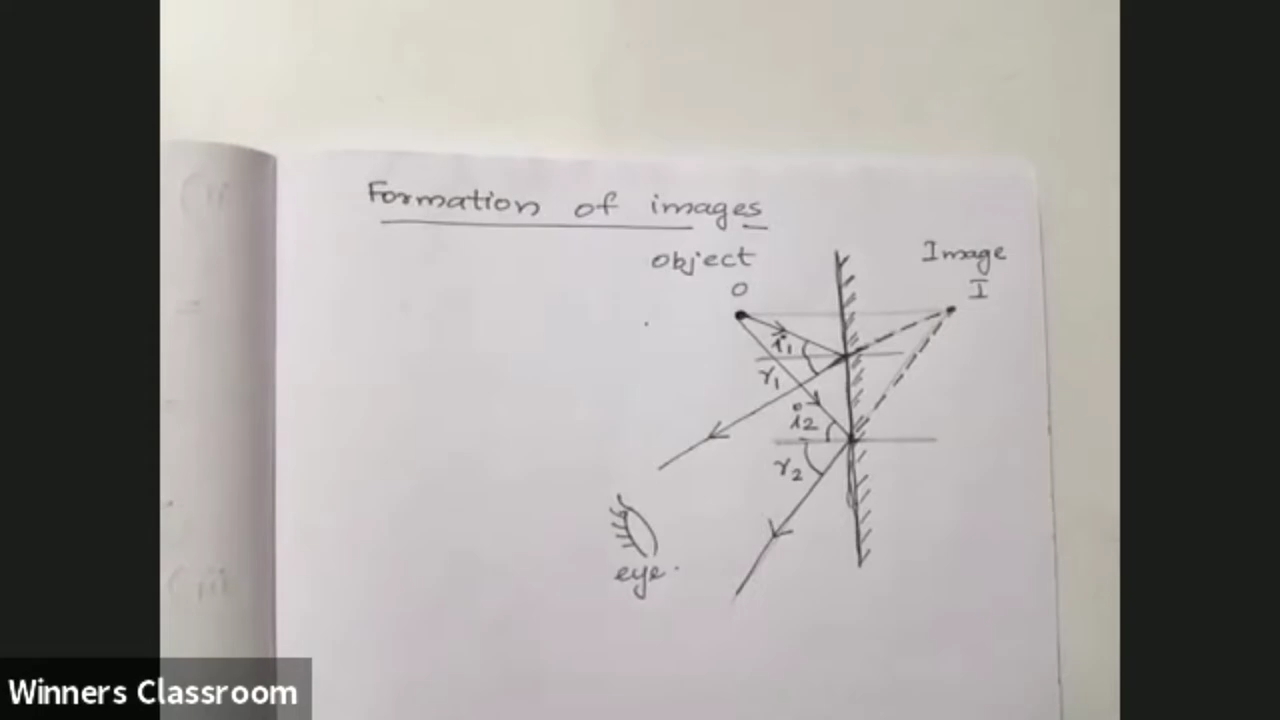 Formation of images
object
O
Image
I
i1
r1
i2
r2
eye.
Winners Classroom